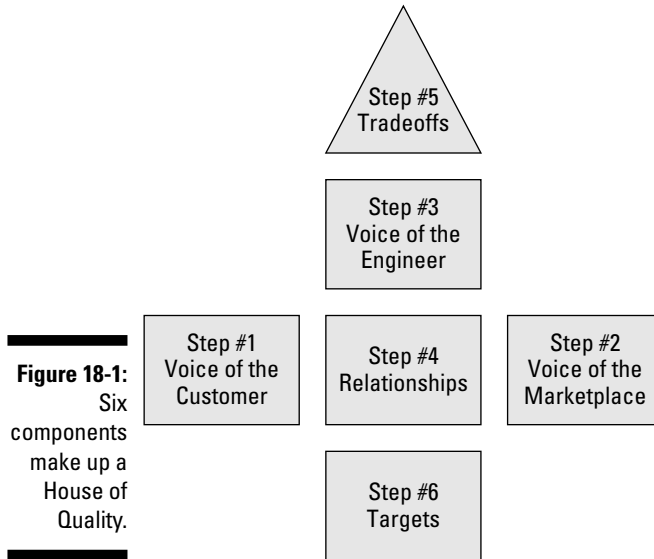 Step #5
Tradeoffs
Step #3
Voice of the
Engineer
Step #1
Voice of the
Customer
Step #4
Relationships
Step #2
Voice of the
Marketplace
Step #6
Targets
Figure 18-1:
Six
components
make up a
House of
Quality.